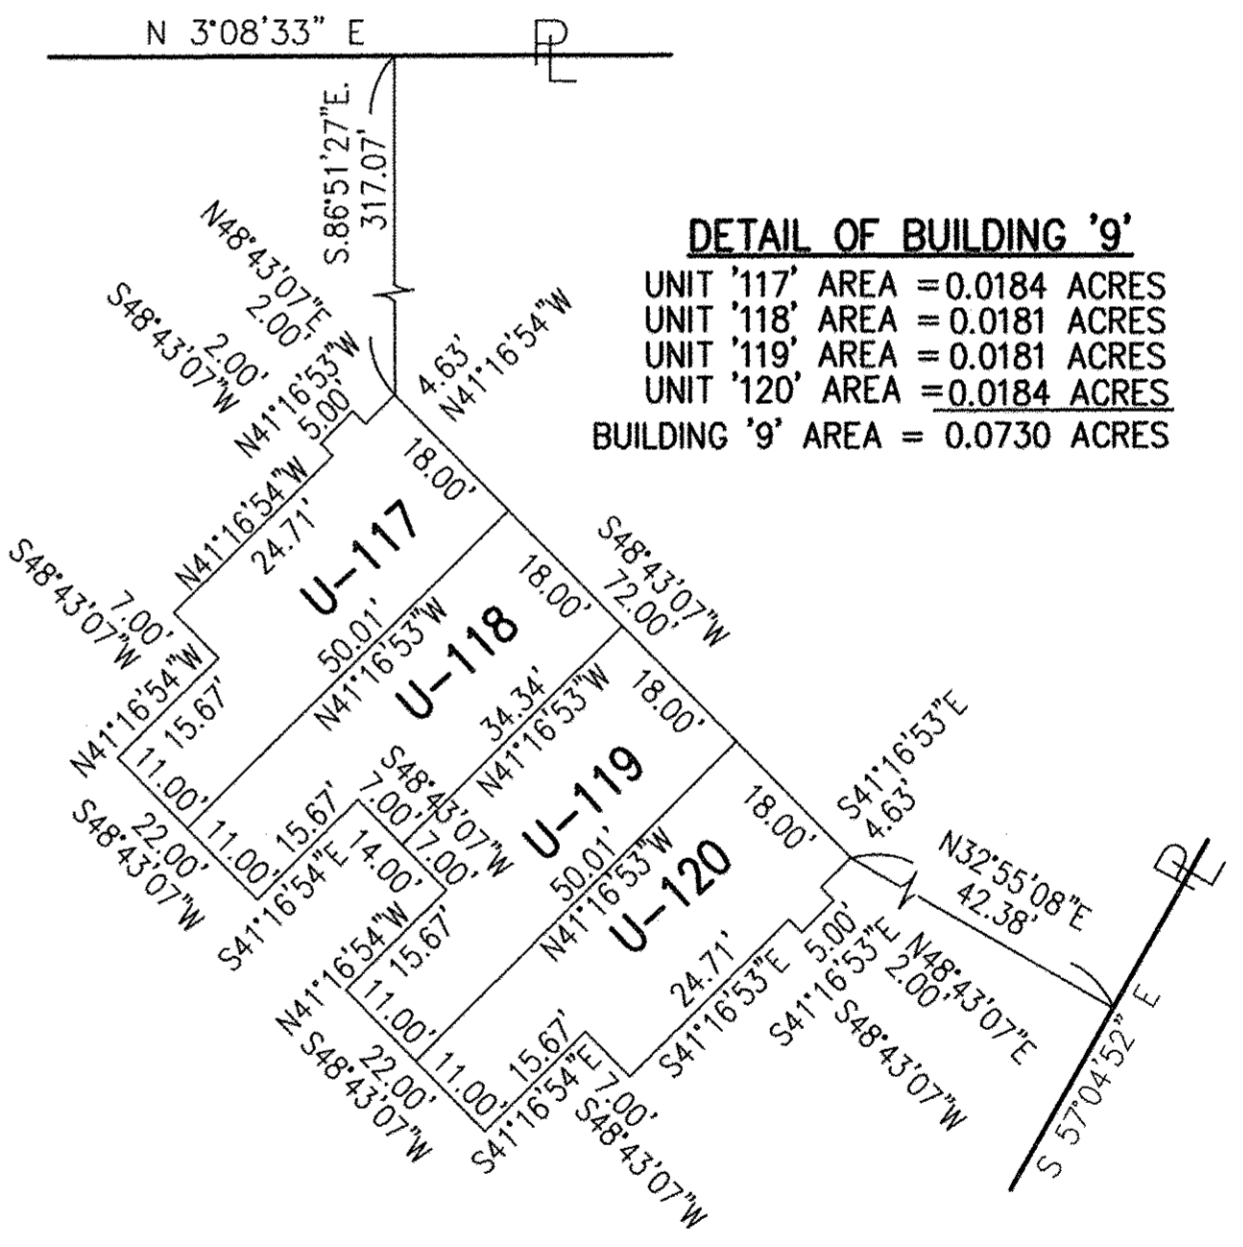 N 3°08'33" E
PL
S.86°51'27"E.
317.07'
DETAIL OF BUILDING '9'
UNIT '117' AREA =0.0184 ACRES
UNIT '118' AREA =0.0181 ACRES
UNIT '119' AREA =0.0181 ACRES
UNIT '120' AREA =0.0184 ACRES
BUILDING '9' AREA = 0.0730 ACRES
N48°43'07"E
2.00'
S48°43'07"W
2.00'
N41°16'53"W
5.00'
4.63'
N41°16'54"W
18.00'
N41°16'54"W
24.71'
U-117
S48°43'07"W
7.00'
N41°16'54"W
15.67'
50.01'
N41°16'53"W
18.00'
S48°43'07"W
72.00'
U-118
34.34'
N41°16'53"W
18.00'
11.00'
22.00'
S48°43'07"W
11.00'
15.67'
S41°16'54"E
S48°43'07"W
7.00'
7.00'
14.00'
U-119
18.00'
S41°16'53"E
4.63'
N41°16'54"W
15.67'
50.01'
N41°16'53"W
U-120
N32°55'08"E
42.38'
PL
11.00'
22.00'
S48°43'07"W
11.00'
15.67'
S41°16'54"E
7.00'
S48°43'07"W
24.71'
S41°16'53"E
5.00'
S41°16'53"E
N48°43'07"E
2.00'
S48°43'07"W
S 57°04'52" E